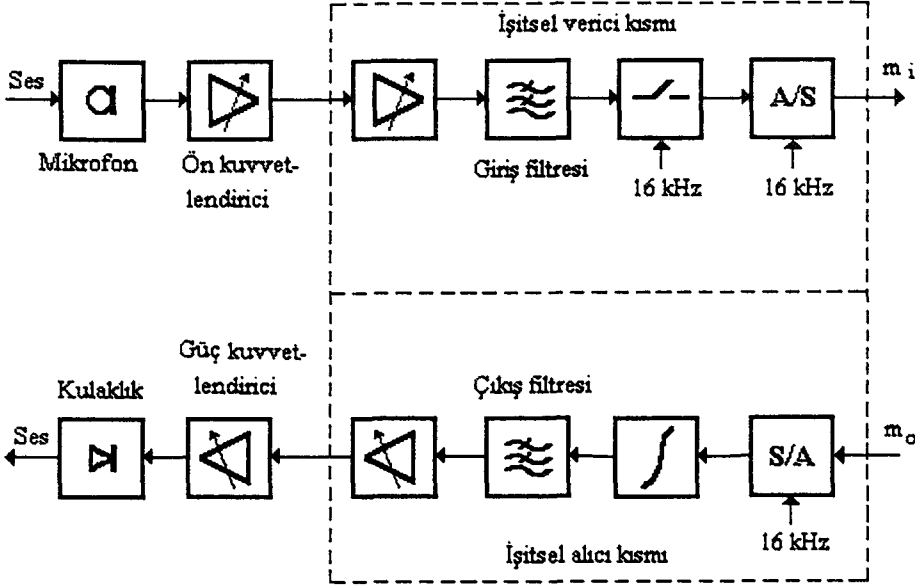 İşitsel verici kısmı
Ses
m i
A/S
Mikrofon
Ön kuvvet-
lendirici
Giriş filtresi
16 kHz
16 kHz
Güç kuvvet-
lendirici
Kulaklık
Çıkış filtresi
Ses
m o
S/A
16 kHz
İşitsel alıcı kısmı